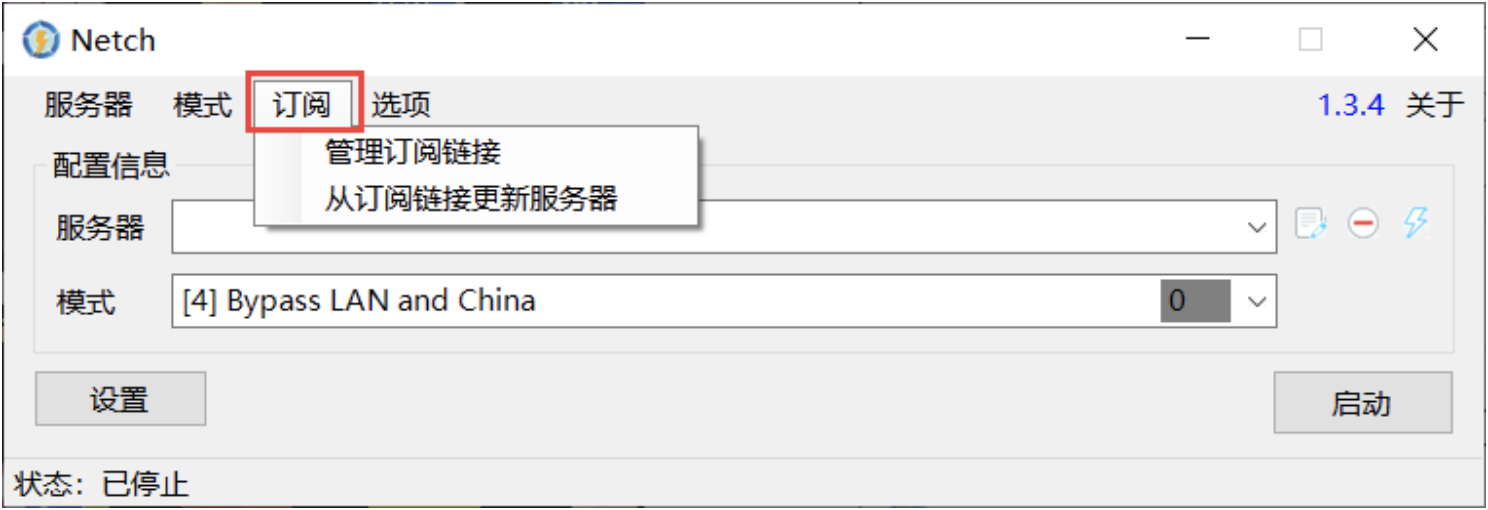 Netch
服务器 模式 订阅 选项 1.3.4 关于
管理订阅链接
配置信息
从订阅链接更新服务器
服务器
模式 [4] Bypass LAN and China 0
设置 启动
状态：已停止